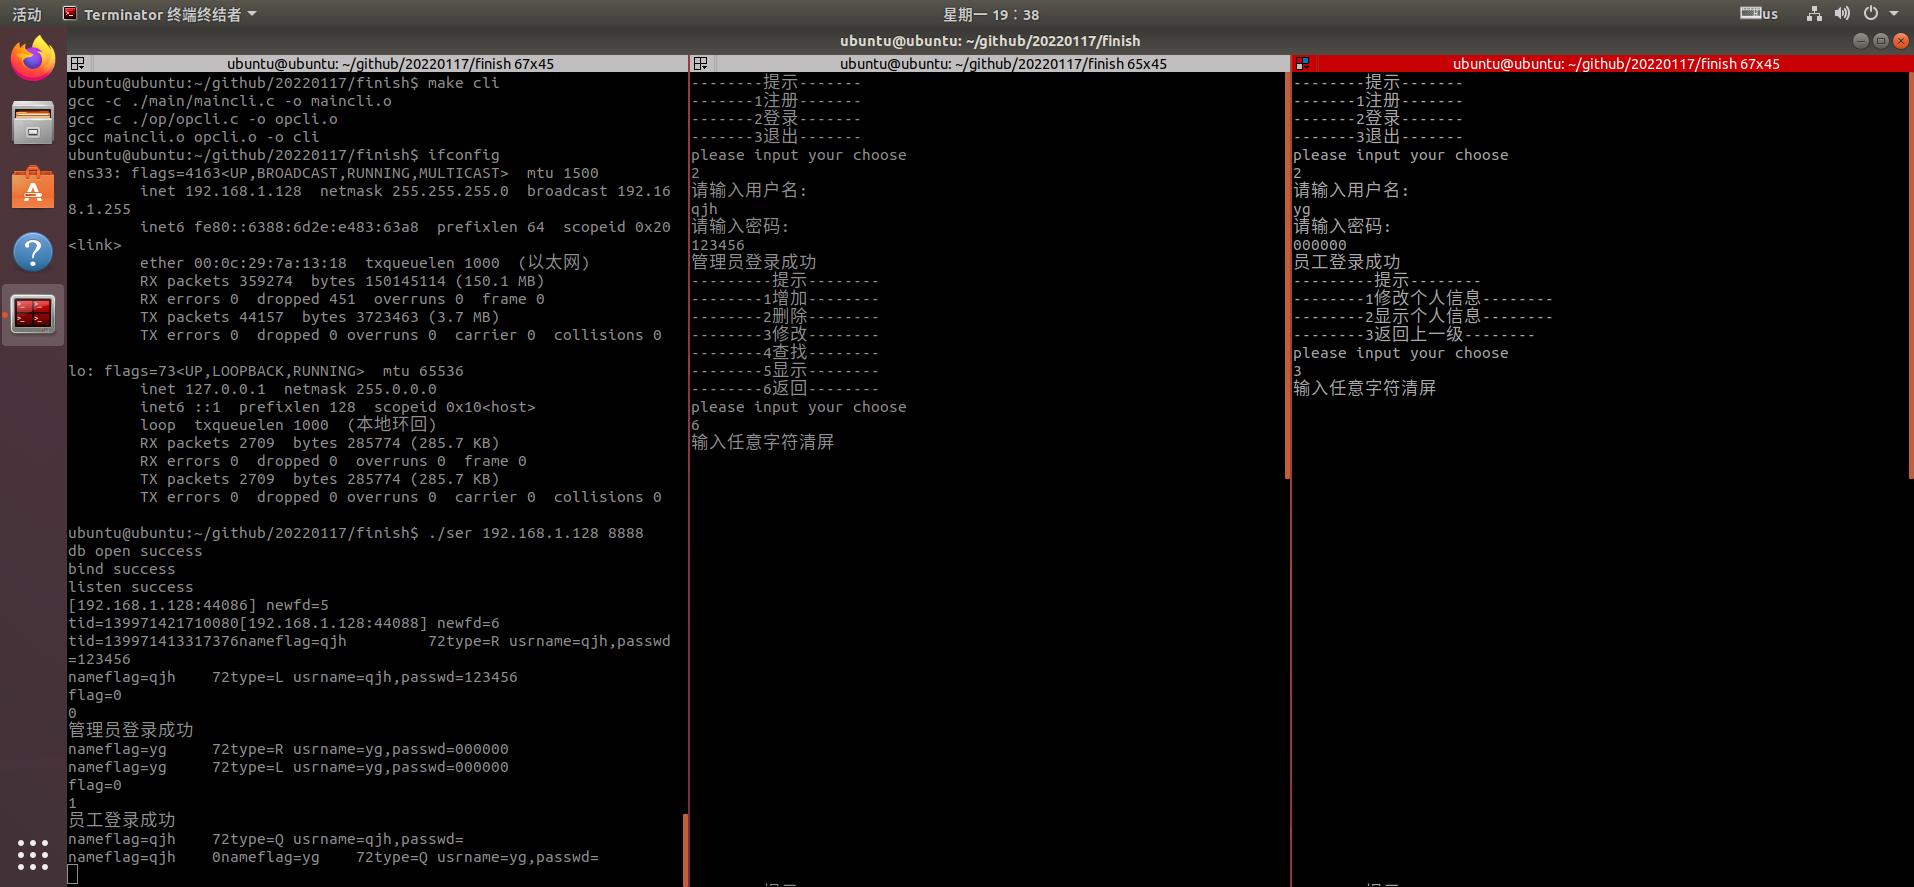 活动
Terminator 终端终结者
星期一 19：38
us
ubuntu@ubuntu: ~/github/20220117/finish
ubuntu@ubuntu: ~/github/20220117/finish 67x45
ubuntu@ubuntu:~/github/20220117/finish$ make cli
gcc -c ./main/maincli.c -o maincli.o
gcc -c ./op/opcli.c -o opcli.o
gcc maincli.o opcli.o -o cli
ubuntu@ubuntu:~/github/20220117/finish$ ifconfig
ens33: flags=4163<UP,BROADCAST,RUNNING,MULTICAST>  mtu 1500
        inet 192.168.1.128  netmask 255.255.255.0  broadcast 192.16
8.1.255
        inet6 fe80::6388:6d2e:e483:63a8  prefixlen 64  scopeid 0x20
<link>
        ether 00:0c:29:7a:13:18  txqueuelen 1000  (以太网)
        RX packets 359274  bytes 150145114 (150.1 MB)
        RX errors 0  dropped 451  overruns 0  frame 0
        TX packets 44157  bytes 3723463 (3.7 MB)
        TX errors 0  dropped 0 overruns 0  carrier 0  collisions 0
lo: flags=73<UP,LOOPBACK,RUNNING>  mtu 65536
        inet 127.0.0.1  netmask 255.0.0.0
        inet6 ::1  prefixlen 128  scopeid 0x10<host>
        loop  txqueuelen 1000  (本地环回)
        RX packets 2709  bytes 285774 (285.7 KB)
        RX errors 0  dropped 0  overruns 0  frame 0
        TX packets 2709  bytes 285774 (285.7 KB)
        TX errors 0  dropped 0 overruns 0  carrier 0  collisions 0
ubuntu@ubuntu:~/github/20220117/finish$ ./ser 192.168.1.128 8888
db open success
bind success
listen success
[192.168.1.128:44086] newfd=5
tid=139971421710080[192.168.1.128:44088] newfd=6
tid=139971413317376nameflag=qjh         72type=R usrname=qjh,passwd
=123456
nameflag=qjh    72type=L usrname=qjh,passwd=123456
flag=0
0
管理员登录成功
nameflag=yg     72type=R usrname=yg,passwd=000000
nameflag=yg     72type=L usrname=yg,passwd=000000
flag=0
1
员工登录成功
nameflag=qjh    72type=Q usrname=qjh,passwd=
nameflag=qjh    0nameflag=yg    72type=Q usrname=yg,passwd=
ubuntu@ubuntu: ~/github/20220117/finish 65x45
--------提示-------
-------1注册-------
-------2登录-------
-------3退出-------
please input your choose
2
请输入用户名:
qjh
请输入密码:
123456
管理员登录成功
---------提示--------
--------1增加--------
--------2删除--------
--------3修改--------
--------4查找--------
--------5显示--------
--------6返回--------
please input your choose
6
输入任意字符清屏
ubuntu@ubuntu: ~/github/20220117/finish 67x45
--------提示-------
-------1注册-------
-------2登录-------
-------3退出-------
please input your choose
2
请输入用户名:
yg
请输入密码:
000000
员工登录成功
---------提示--------
--------1修改个人信息--------
--------2显示个人信息--------
--------3返回上一级--------
please input your choose
3
输入任意字符清屏